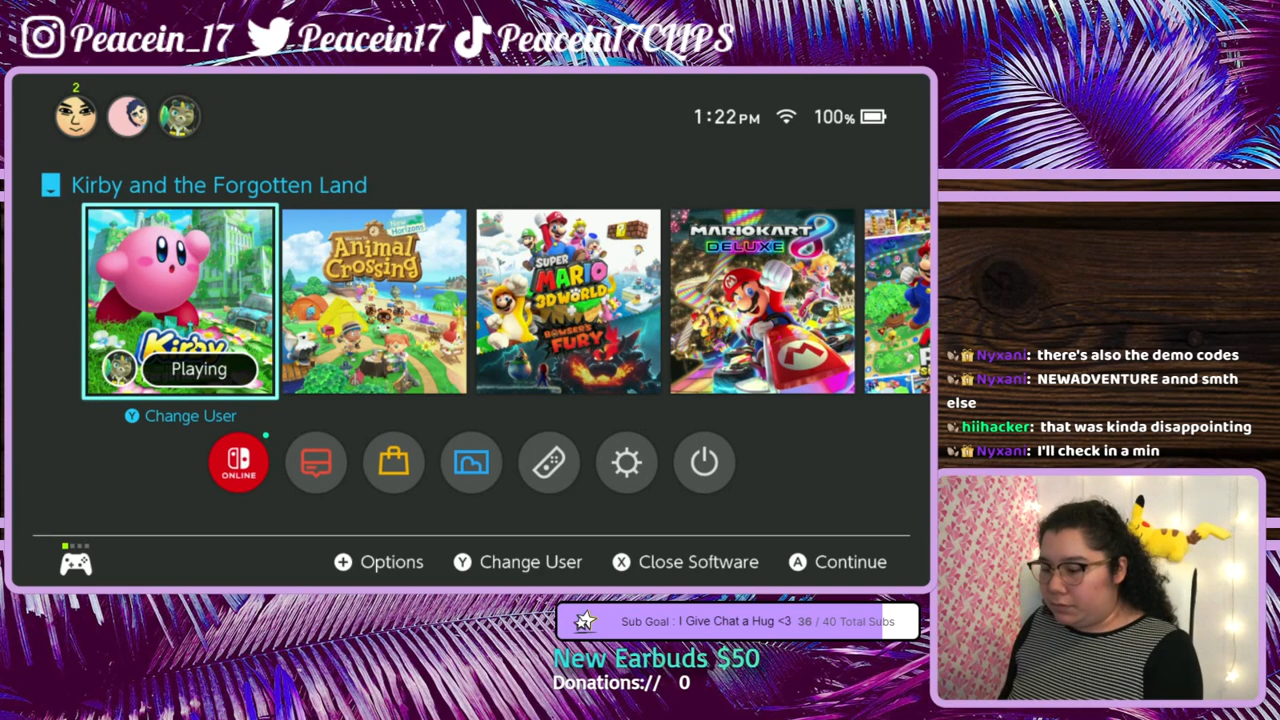 Peacein_17 Peacein17 Peacein17ClIPS
2
1:22 PM 100%
Kirby and the Forgotten Land
Kirby
Playing
New Horizons
Animal Crossing
SUPER MARIO 3D WORLD +
BOWSER'S FURY
MARIOKART 8
DELUXE
Y Change User
ONLINE
+ Options Y Change User X Close Software A Continue
Nyxani: there's also the demo codes
Nyxani: NEWADVENTURE annd smth
else
hiihacker: that was kinda disappointing
Nyxani: I'll check in a min
Sub Goal : I Give Chat a Hug <3 36 / 40 Total Subs
New Earbuds $50
Donations:// 0